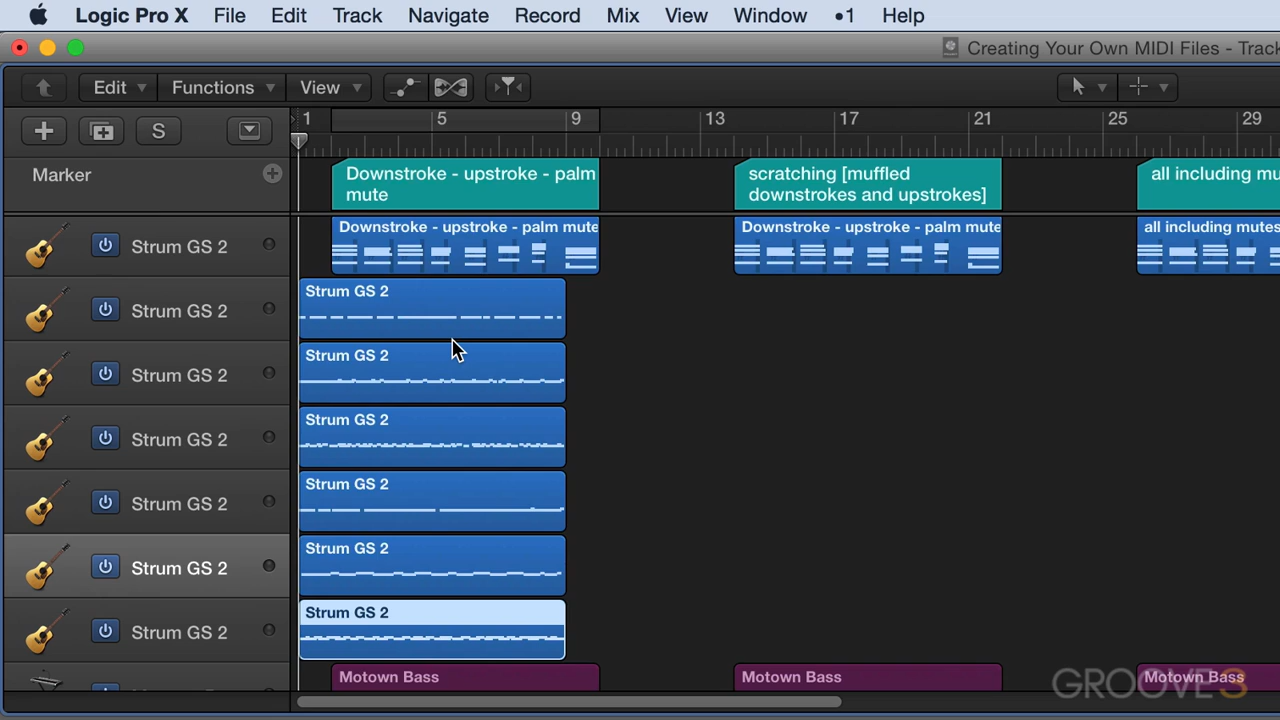 Logic Pro X File Edit Track Navigate Record Mix View Window •1 Help
Creating Your Own MIDI Files - Track
Edit Functions View
S
1 5 9 13 17 21 25 29
Marker
Downstroke - upstroke - palm
mute
scratching [muffled
downstrokes and upstrokes]
all including mu
Strum GS 2
Downstroke - upstroke - palm mute
Downstroke - upstroke - palm mute
all including mutes
Strum GS 2
Strum GS 2
Strum GS 2
Strum GS 2
Strum GS 2
Strum GS 2
Strum GS 2
Strum GS 2
Strum GS 2
Strum GS 2
Strum GS 2
Strum GS 2
Motown Bass
Motown Bass
Motown Bass
GROOVE3